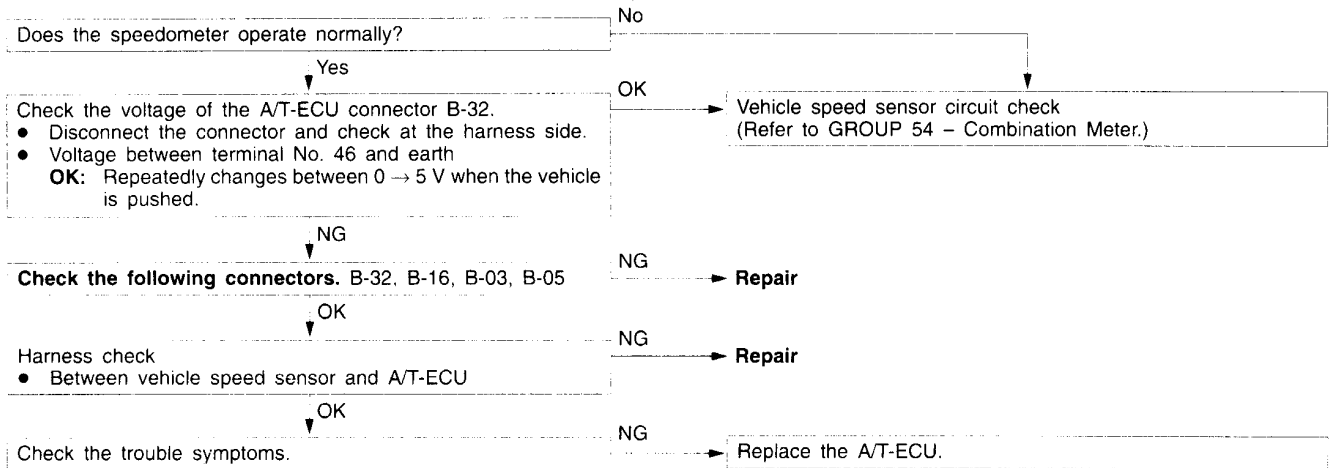 No
Does the speedometer operate normally?
Yes
Check the voltage of the A/T-ECU connector B-32.
● Disconnect the connector and check at the harness side.
● Voltage between terminal No. 46 and earth
OK: Repeatedly changes between 0 → 5 V when the vehicle
is pushed.
OK
Vehicle speed sensor circuit check
(Refer to GROUP 54 – Combination Meter.)
NG
Check the following connectors. B-32, B-16, B-03, B-05
NG
Repair
OK
Harness check
● Between vehicle speed sensor and A/T-ECU
NG
Repair
OK
Check the trouble symptoms.
NG
Replace the A/T-ECU.